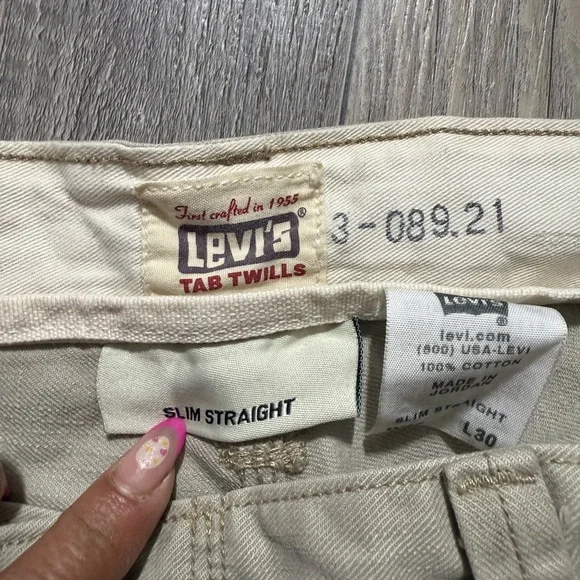 First crafted in 1955
Levi's®
TAB TWILLS
3-089.21
SLIM STRAIGHT
Levi's
levi.com
(800) USA-LEVI
100% COTTON
MADE IN
JORDAN
SLIM STRAIGHT
L30